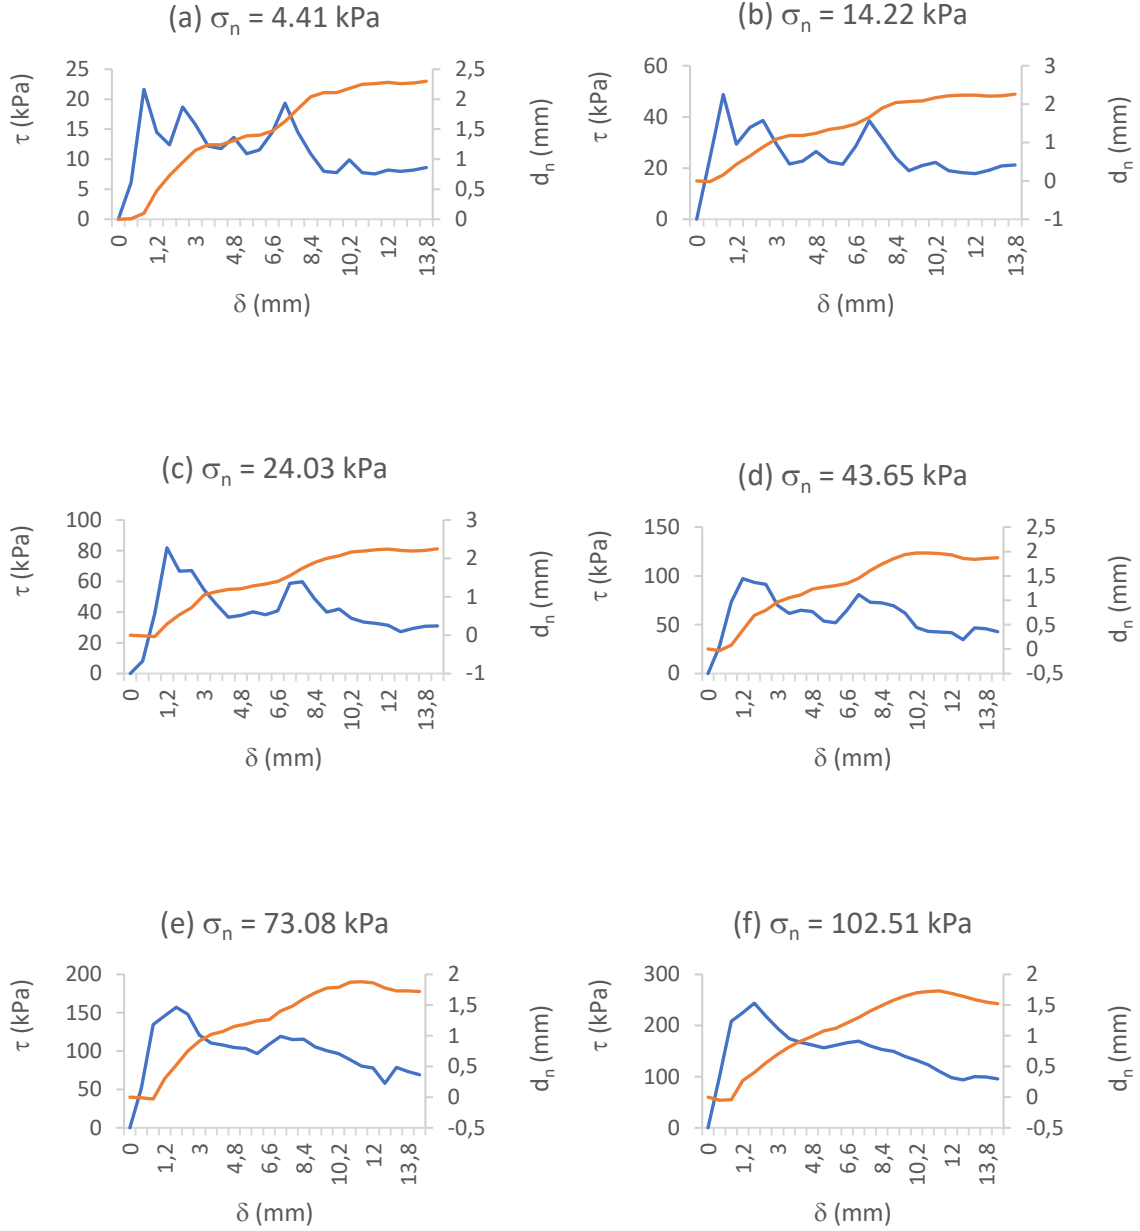 (a) σn = 4.41 kPa
τ (kPa)
25
20
15
10
5
0
2,5
2
1,5
1
0,5
0
dn (mm)
0 1,2 3 4,8 6,6 8,4 10,2 12 13,8
δ (mm)
(b) σn = 14.22 kPa
τ (kPa)
60
40
20
0
3
2
1
0
-1
dn (mm)
0 1,2 3 4,8 6,6 8,4 10,2 12 13,8
δ (mm)
(c) σn = 24.03 kPa
τ (kPa)
100
80
60
40
20
0
3
2
1
0
-1
dn (mm)
0 1,2 3 4,8 6,6 8,4 10,2 12 13,8
δ (mm)
(d) σn = 43.65 kPa
τ (kPa)
150
100
50
0
2,5
2
1,5
1
0,5
0
-0,5
dn (mm)
0 1,2 3 4,8 6,6 8,4 10,2 12 13,8
δ (mm)
(e) σn = 73.08 kPa
τ (kPa)
200
150
100
50
0
2
1,5
1
0,5
0
-0,5
dn (mm)
0 1,2 3 4,8 6,6 8,4 10,2 12 13,8
δ (mm)
(f) σn = 102.51 kPa
τ (kPa)
300
200
100
0
2
1,5
1
0,5
0
-0,5
dn (mm)
0 1,2 3 4,8 6,6 8,4 10,2 12 13,8
δ (mm)